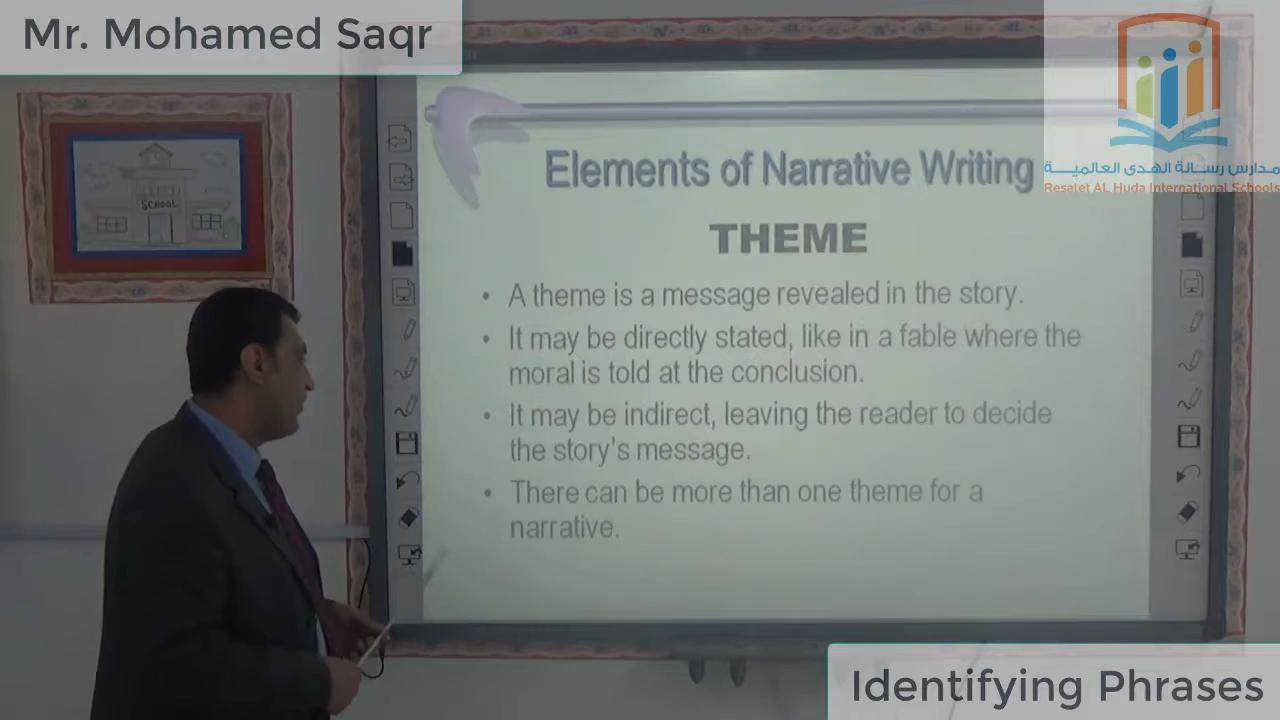 Mr. Mohamed Saqr
مدارس رسالة الهدى العالمية
Resalet AL Huda International Schools
SCHOOL
Elements of Narrative Writing
THEME
• A theme is a message revealed in the story.
• It may be directly stated, like in a fable where the
moral is told at the conclusion.
• It may be indirect, leaving the reader to decide
the story's message.
• There can be more than one theme for a
narrative.
Identifying Phrases